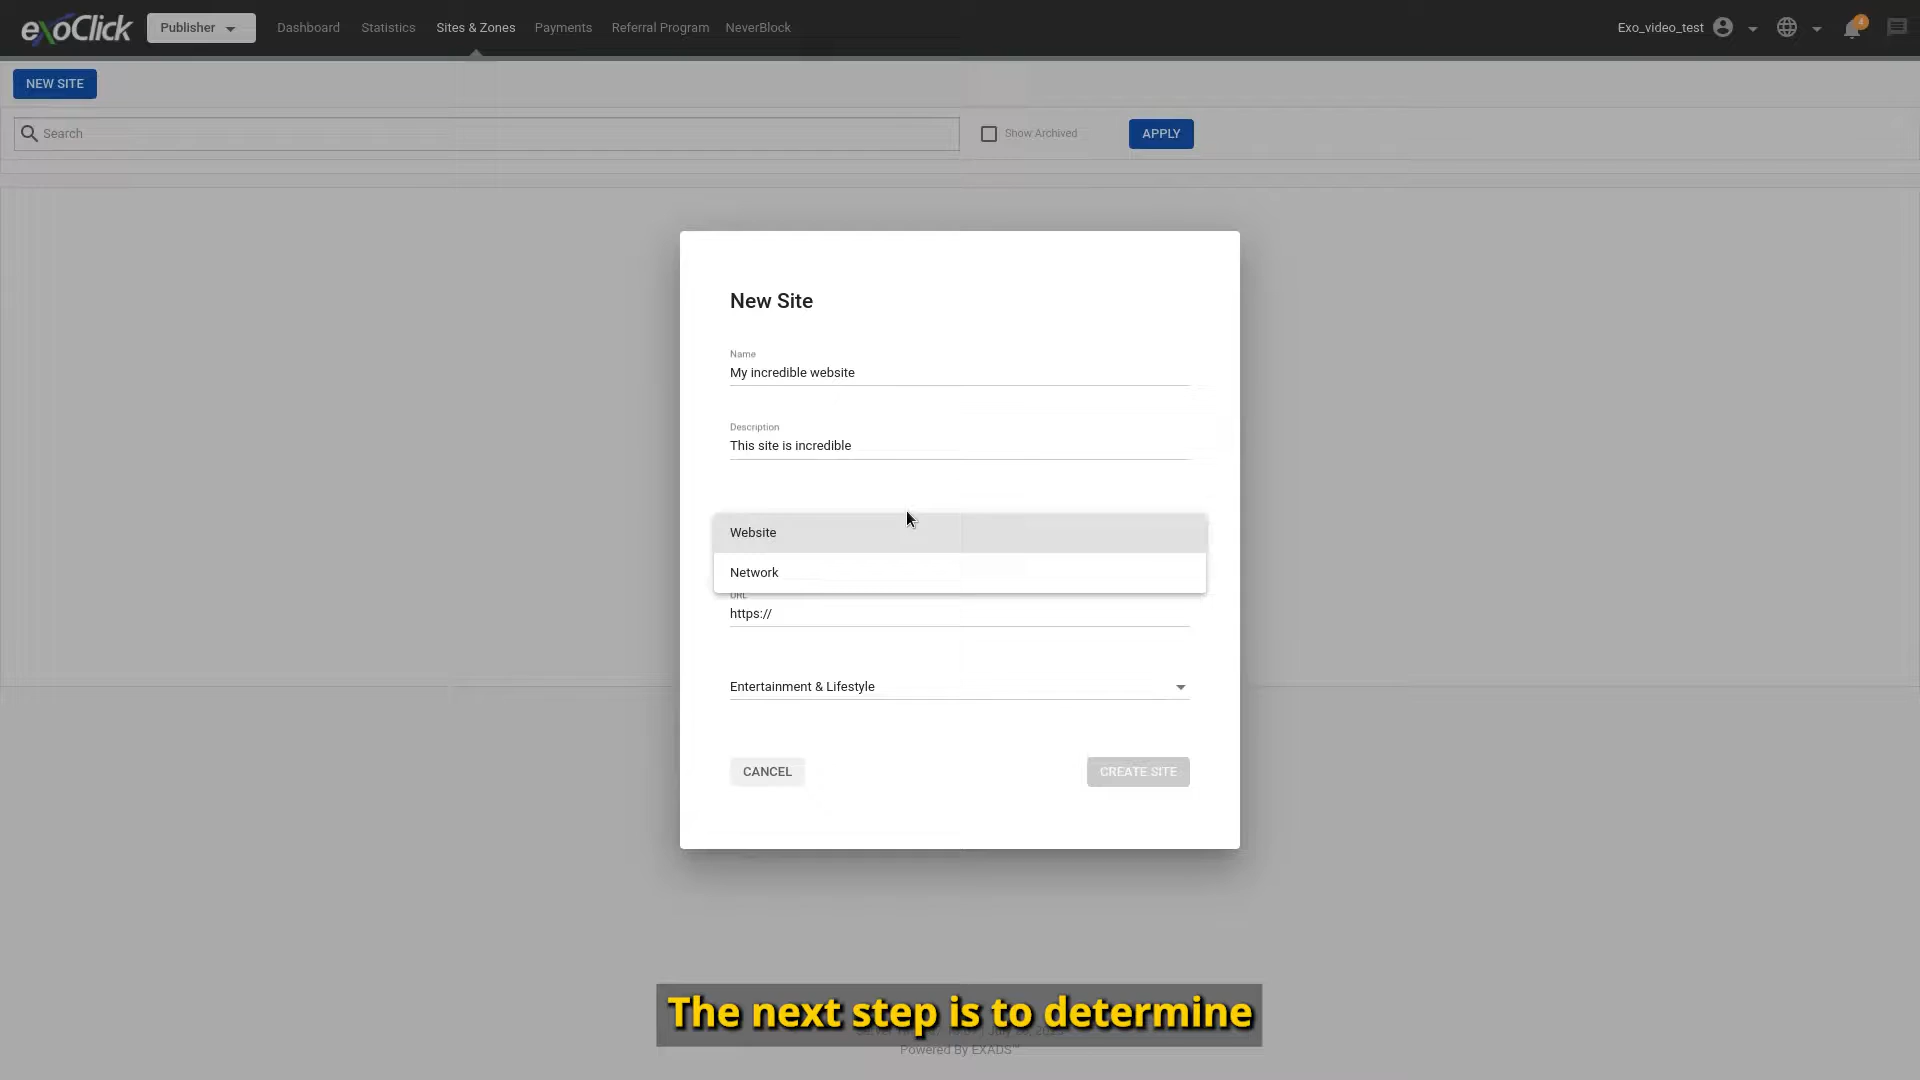 exoClick
Publisher
Dashboard
Statistics
Sites & Zones
Payments
Referral Program
NeverBlock
Exo_video_test
4
NEW SITE
Search
Show Archived
APPLY
New Site
Name
My incredible website
Description
This site is incredible
Website
Network
URL
https://
Entertainment & Lifestyle
CANCEL
CREATE SITE
The next step is to determine
Powered By EXADS™